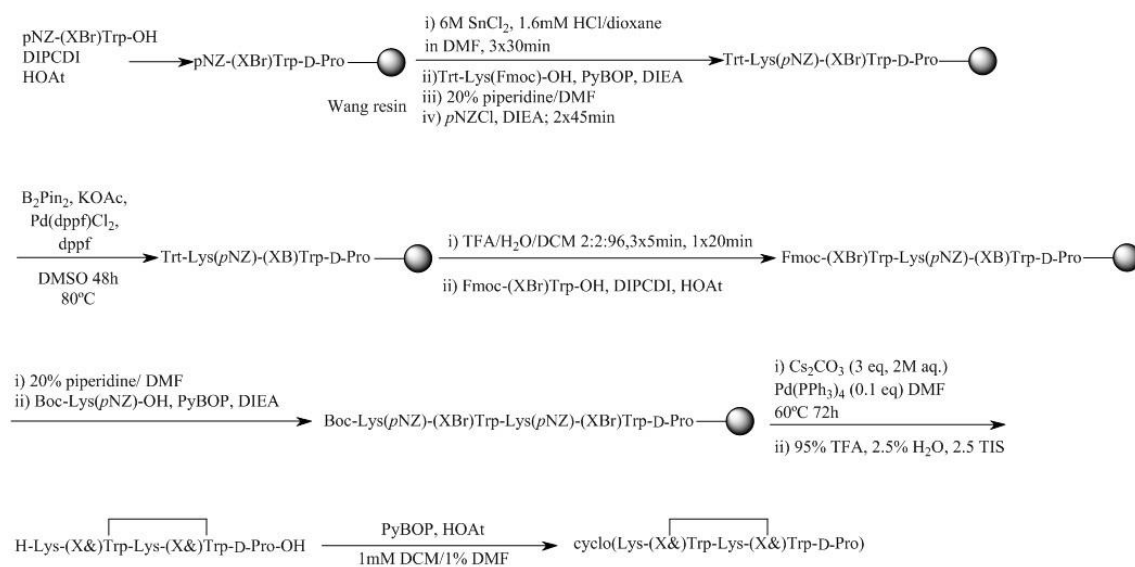 pNZ-(XBr)Trp-OH
DIPCDI
HOAt
pNZ-(XBr)Trp-D-Pro
Wang resin
i) 6M SnCl₂, 1.6mM HCl/dioxane
in DMF, 3x30min
ii)Trt-Lys(Fmoc)-OH, PyBOP, DIEA
iii) 20% piperidine/DMF
iv) pNZCl, DIEA; 2x45min
Trt-Lys(pNZ)-(XBr)Trp-D-Pro
B₂Pin₂, KOAc,
Pd(dppf)Cl₂,
dppf
DMSO 48h
80ºC
Trt-Lys(pNZ)-(XB)Trp-D-Pro
i) TFA/H₂O/DCM 2:2:96,3x5min, 1x20min
ii) Fmoc-(XBr)Trp-OH, DIPCDI, HOAt
Fmoc-(XBr)Trp-Lys(pNZ)-(XB)Trp-D-Pro
i) 20% piperidine/ DMF
ii) Boc-Lys(pNZ)-OH, PyBOP, DIEA
Boc-Lys(pNZ)-(XBr)Trp-Lys(pNZ)-(XBr)Trp-D-Pro
i) Cs₂CO₃ (3 eq, 2M aq.)
Pd(PPh₃)₄ (0.1 eq) DMF
60ºC 72h
ii) 95% TFA, 2.5% H₂O, 2.5 TIS
H-Lys-(X&)Trp-Lys-(X&)Trp-D-Pro-OH
PyBOP, HOAt
1mM DCM/1% DMF
cyclo(Lys-(X&)Trp-Lys-(X&)Trp-D-Pro)